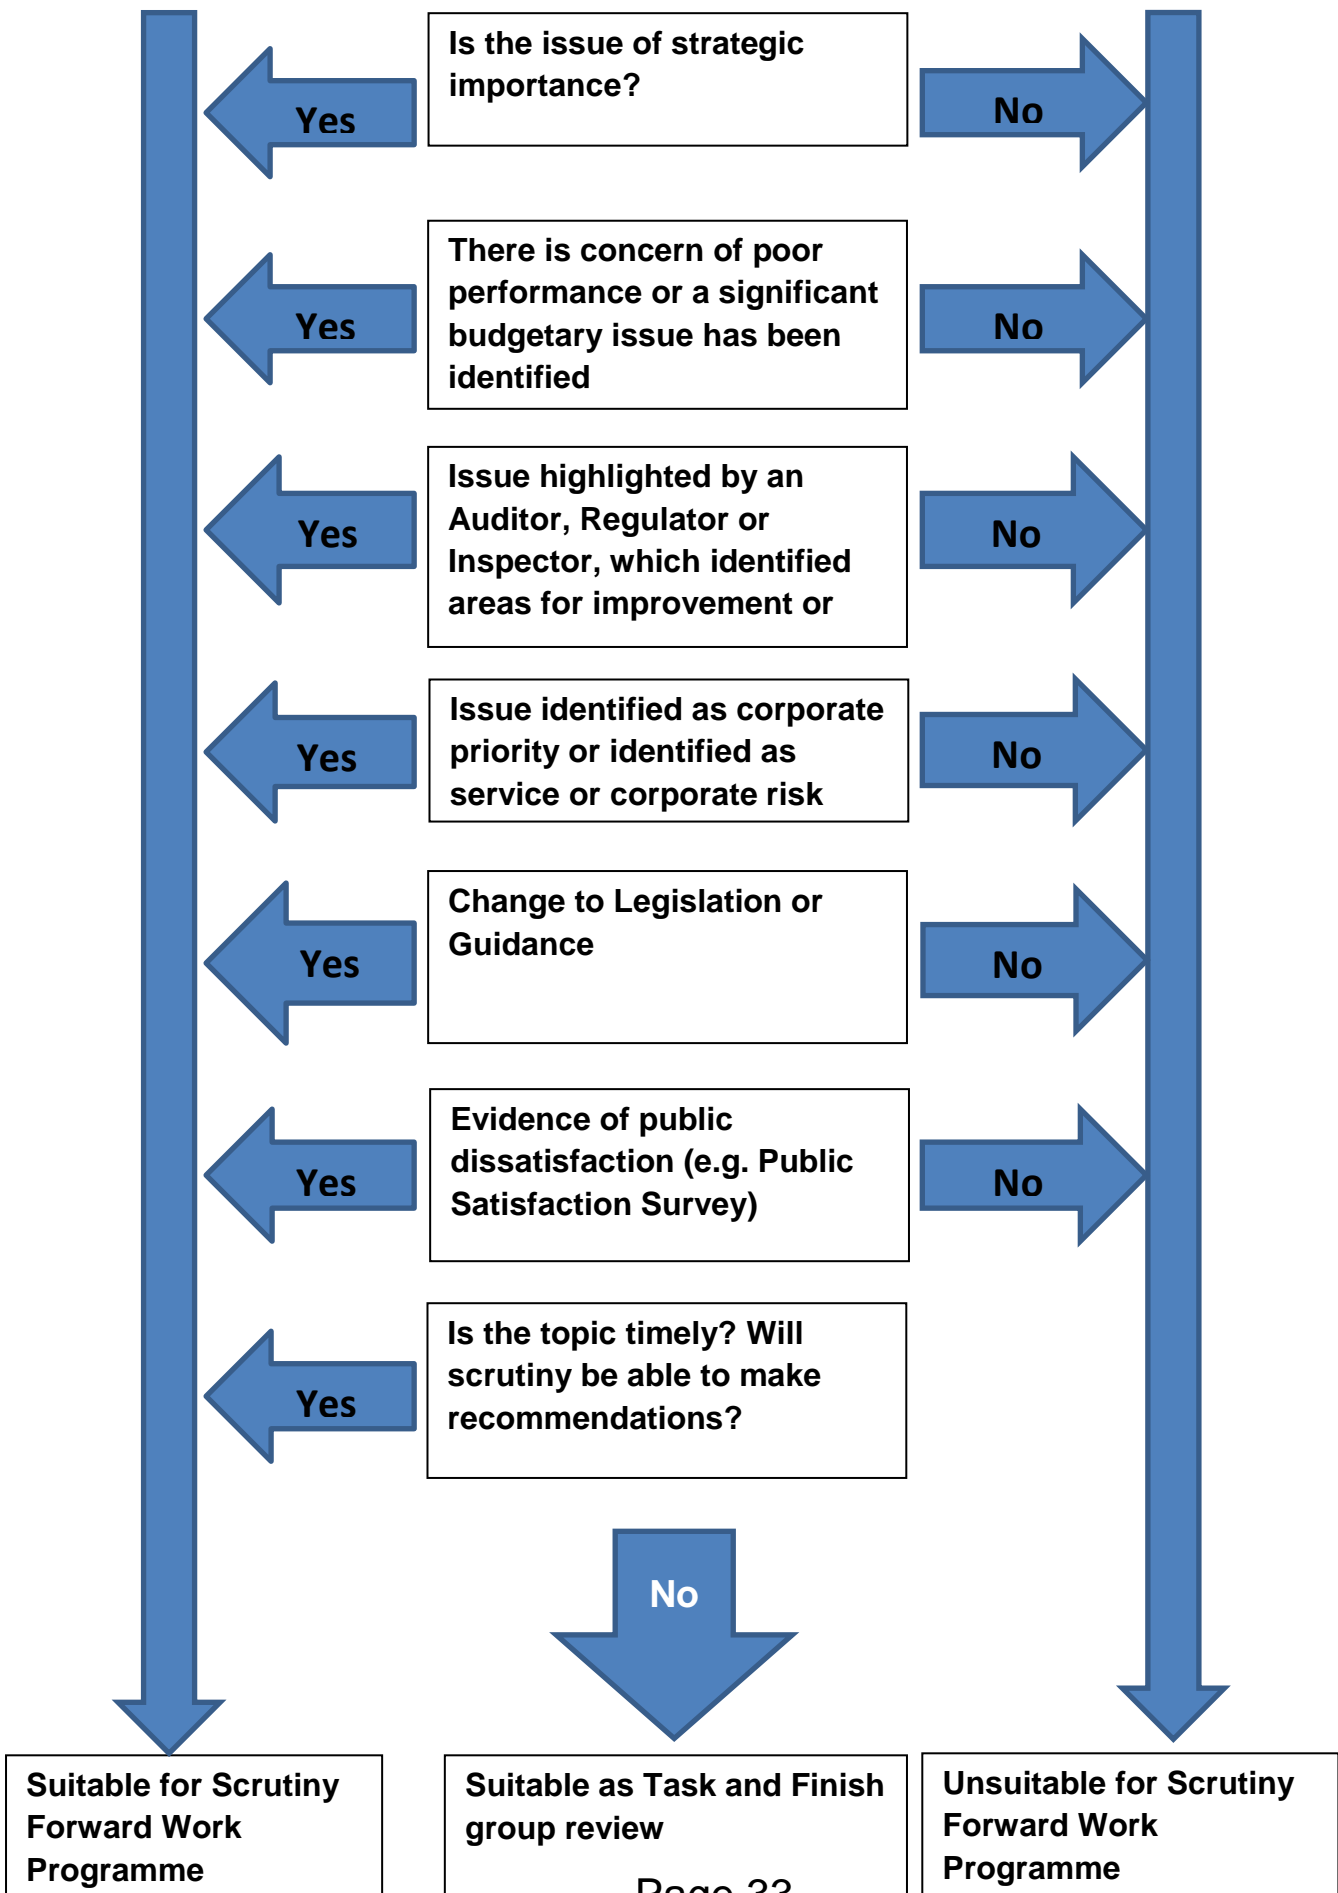 Is the issue of strategic
importance?
Yes
No
There is concern of poor
performance or a significant
budgetary issue has been
identified
Yes
No
Issue highlighted by an
Auditor, Regulator or
Inspector, which identified
areas for improvement or
Yes
No
Issue identified as corporate
priority or identified as
service or corporate risk
Yes
No
Change to Legislation or
Guidance
Yes
No
Evidence of public
dissatisfaction (e.g. Public
Satisfaction Survey)
Yes
No
Is the topic timely? Will
scrutiny be able to make
recommendations?
Yes
No
Suitable for Scrutiny
Forward Work
Programme
Suitable as Task and Finish
group review
Unsuitable for Scrutiny
Forward Work
Programme
Page 33